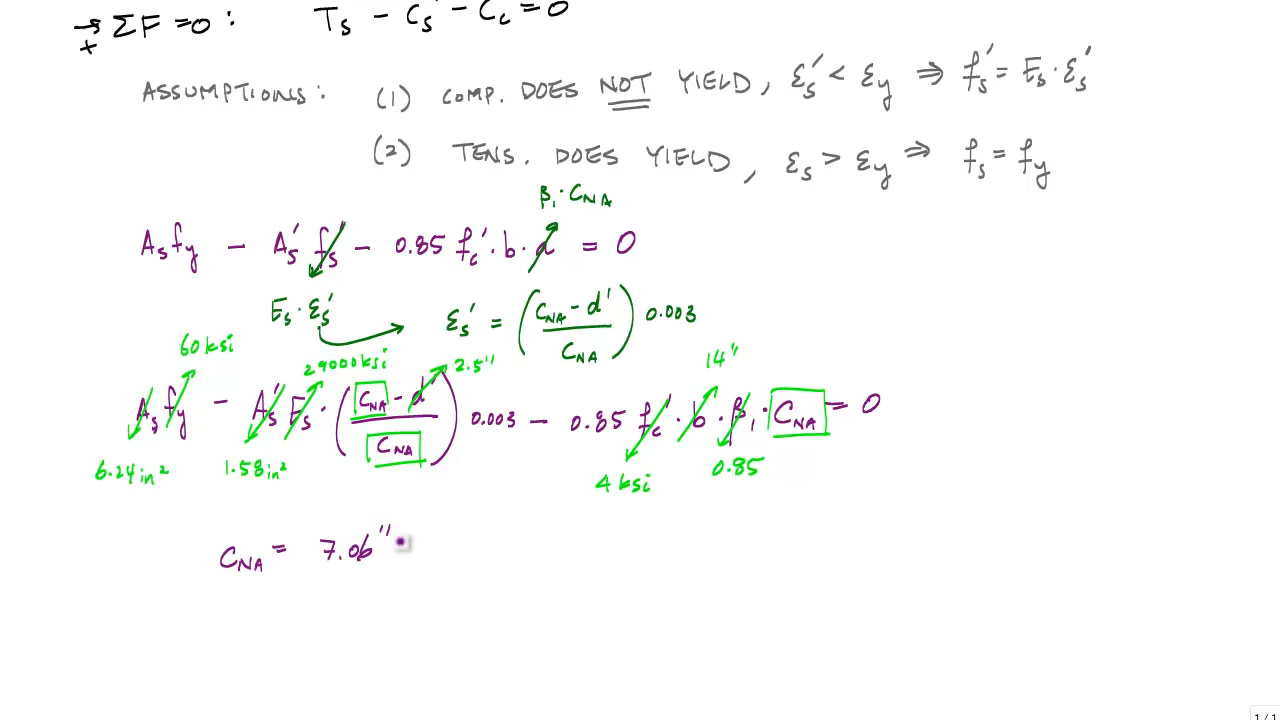 →+ ΣF =0 : Ts - Cs' - Cc = 0
ASSUMPTIONS : (1) COMP. DOES NOT YIELD, εs' < εy ⇒ fs' = Es · εs'
(2) TENS. DOES YIELD, εs > εy ⇒ fs = fy
β1 · CNA
As fy - As' fs' - 0.85 fc' · b · d = 0
Es · εs' εs' = ((CNA - d') / CNA) 0.003
60 ksi 29000 ksi 2.5" 14"
As fy - As' Es · ((CNA - d') / CNA) 0.003 - 0.85 fc' · b · β1 · CNA = 0
6.24 in² 1.58 in² 4 ksi 0.85
CNA = 7.06"
1/1